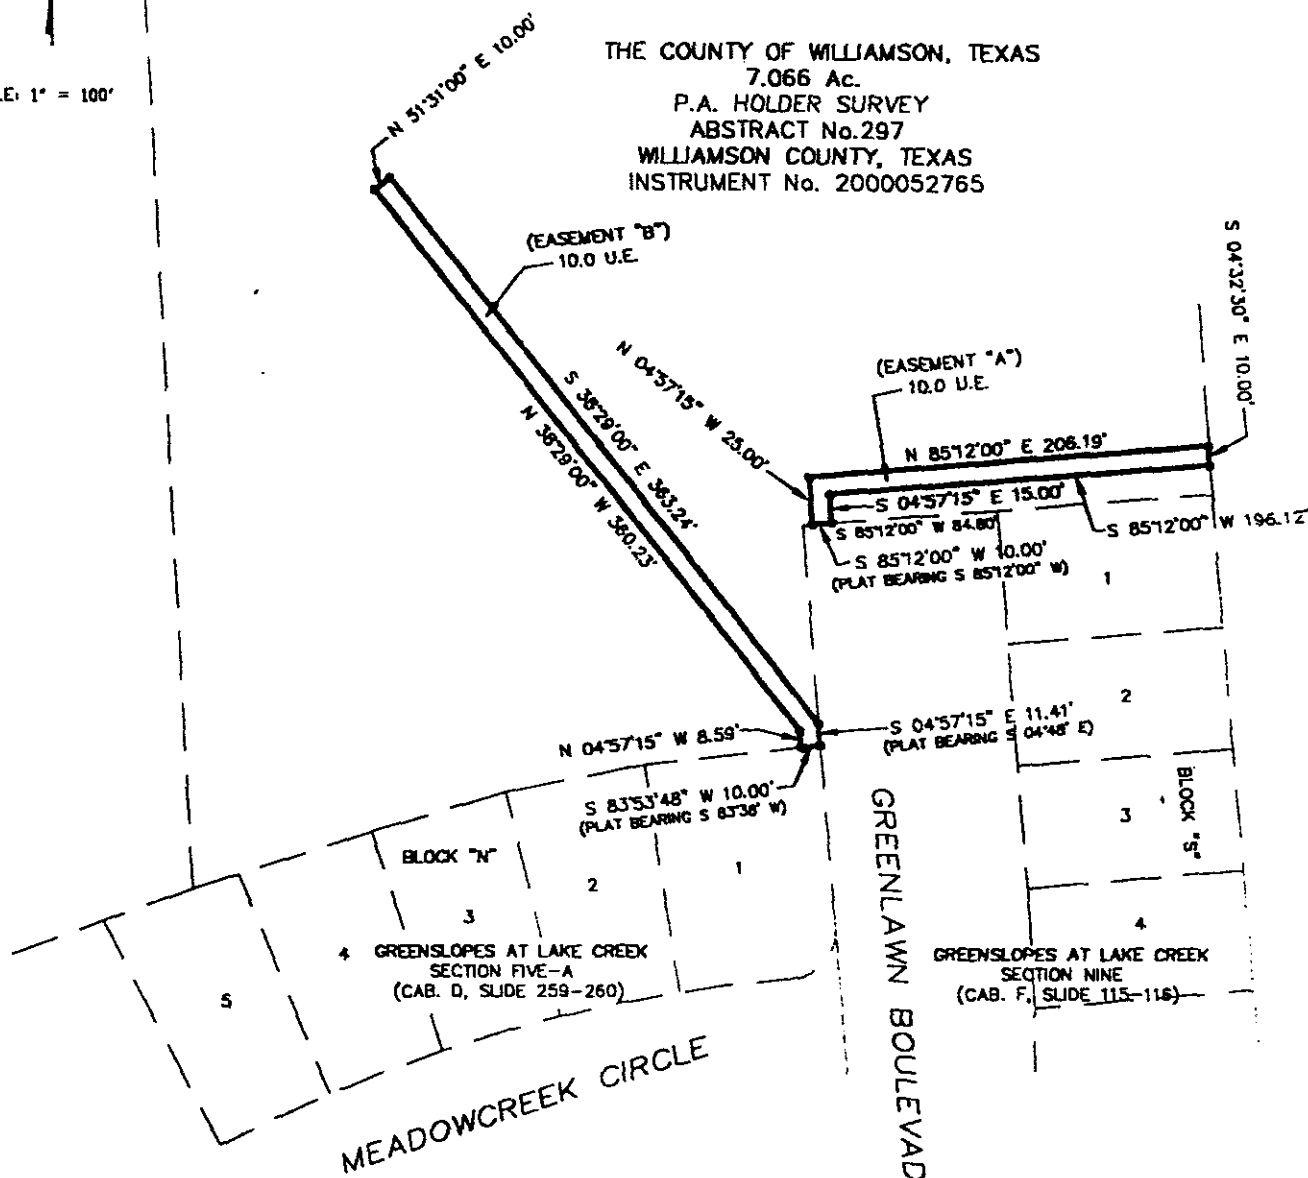 LE: 1" = 100'
THE COUNTY OF WILLIAMSON, TEXAS
7.066 Ac.
P.A. HOLDER SURVEY
ABSTRACT No.297
WILLIAMSON COUNTY, TEXAS
INSTRUMENT No. 2000052765
N 51°31'00" E 10.00'
(EASEMENT "B")
10.0 U.E.
S 38°29'00" E 363.24'
N 38°29'00" W 360.23'
N 04°57'15" W 25.00'
(EASEMENT "A")
10.0 U.E.
S 04°32'30" E 10.00'
N 85°12'00" E 206.19'
S 04°57'15" E 15.00'
S 85°12'00" W 84.80'
S 85°12'00" W 196.12'
S 85°12'00" W 10.00'
(PLAT BEARING S 85°12'00" W)
1
2
3
4
BLOCK "S"
S 04°57'15" E 11.41'
(PLAT BEARING S 04°48' E)
N 04°57'15" W 8.59'
S 83°53'48" W 10.00'
(PLAT BEARING S 83°38' W)
BLOCK "N"
1
2
3
4
5
GREENSLOPES AT LAKE CREEK
SECTION FIVE-A
(CAB. D, SLIDE 259-260)
GREENSLOPES AT LAKE CREEK
SECTION NINE
(CAB. F, SLIDE 115-116)
MEADOWCREEK CIRCLE
GREENLAWN BOULEVAD